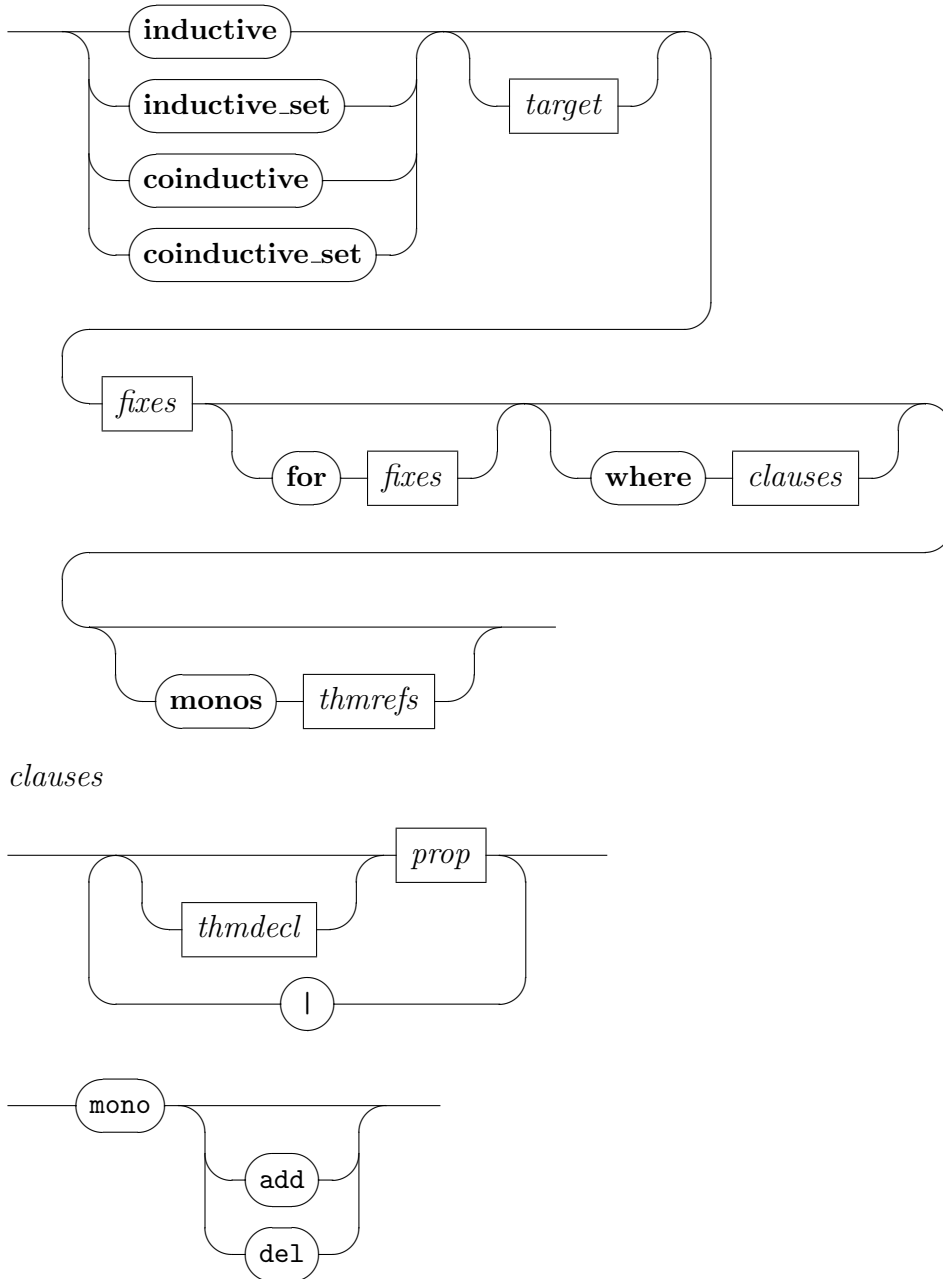 inductive
inductive_set target
coinductive
coinductive_set
fixes
for fixes where clauses
monos thmrefs
clauses
prop
thmdecl
|
mono
add
del